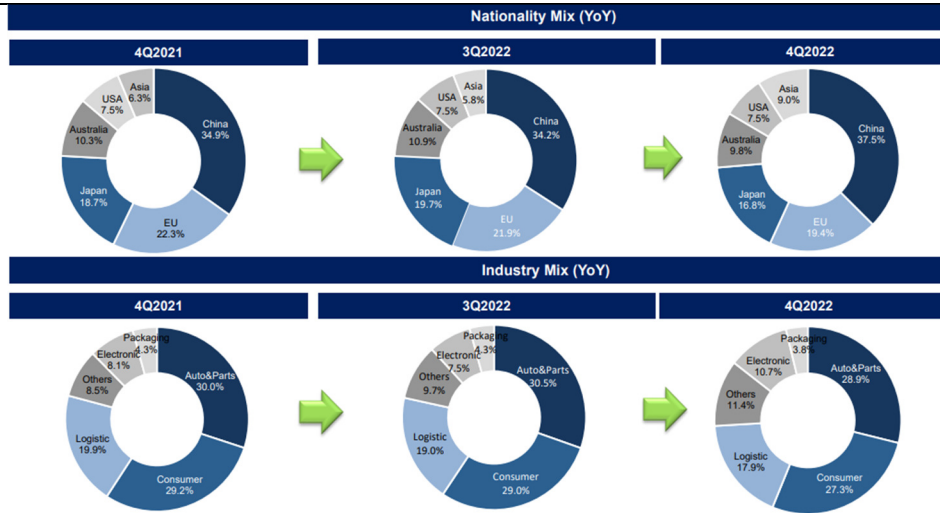 Nationality Mix (YoY)
4Q2021
3Q2022
4Q2022
Asia
6.3%
USA
7.5%
Australia
10.3%
Japan
18.7%
EU
22.3%
China
34.9%
Asia
5.8%
USA
7.5%
Australia
10.9%
Japan
19.7%
EU
21.9%
China
34.2%
Asia
9.0%
USA
7.5%
Australia
9.8%
Japan
16.8%
EU
19.4%
China
37.5%
Industry Mix (YoY)
4Q2021
3Q2022
4Q2022
Packaging
4.3%
Electronic
8.1%
Others
8.5%
Logistic
19.9%
Consumer
29.2%
Auto&Parts
30.0%
Packaging
4.3%
Electronic
7.5%
Others
9.7%
Logistic
19.0%
Consumer
29.0%
Auto&Parts
30.5%
Packaging
3.8%
Electronic
10.7%
Others
11.4%
Logistic
17.9%
Consumer
27.3%
Auto&Parts
28.9%